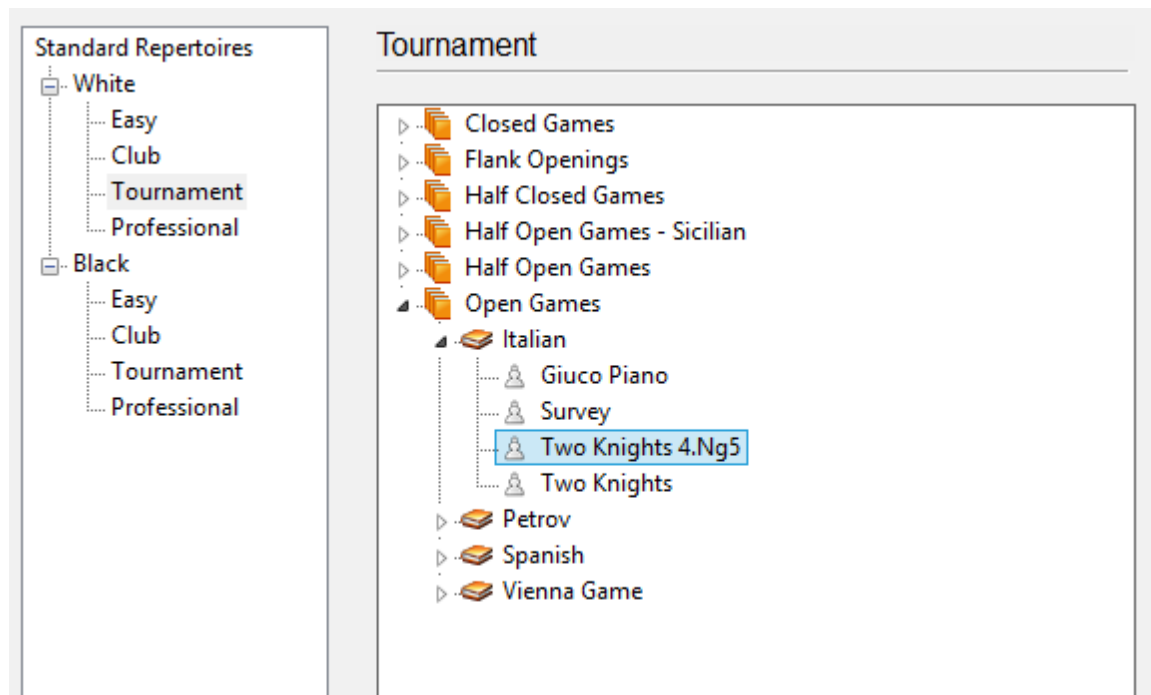 Standard Repertoires
White
Easy
Club
Tournament
Professional
Black
Easy
Club
Tournament
Professional
Tournament
Closed Games
Flank Openings
Half Closed Games
Half Open Games - Sicilian
Half Open Games
Open Games
Italian
Giuco Piano
Survey
Two Knights 4.Ng5
Two Knights
Petrov
Spanish
Vienna Game